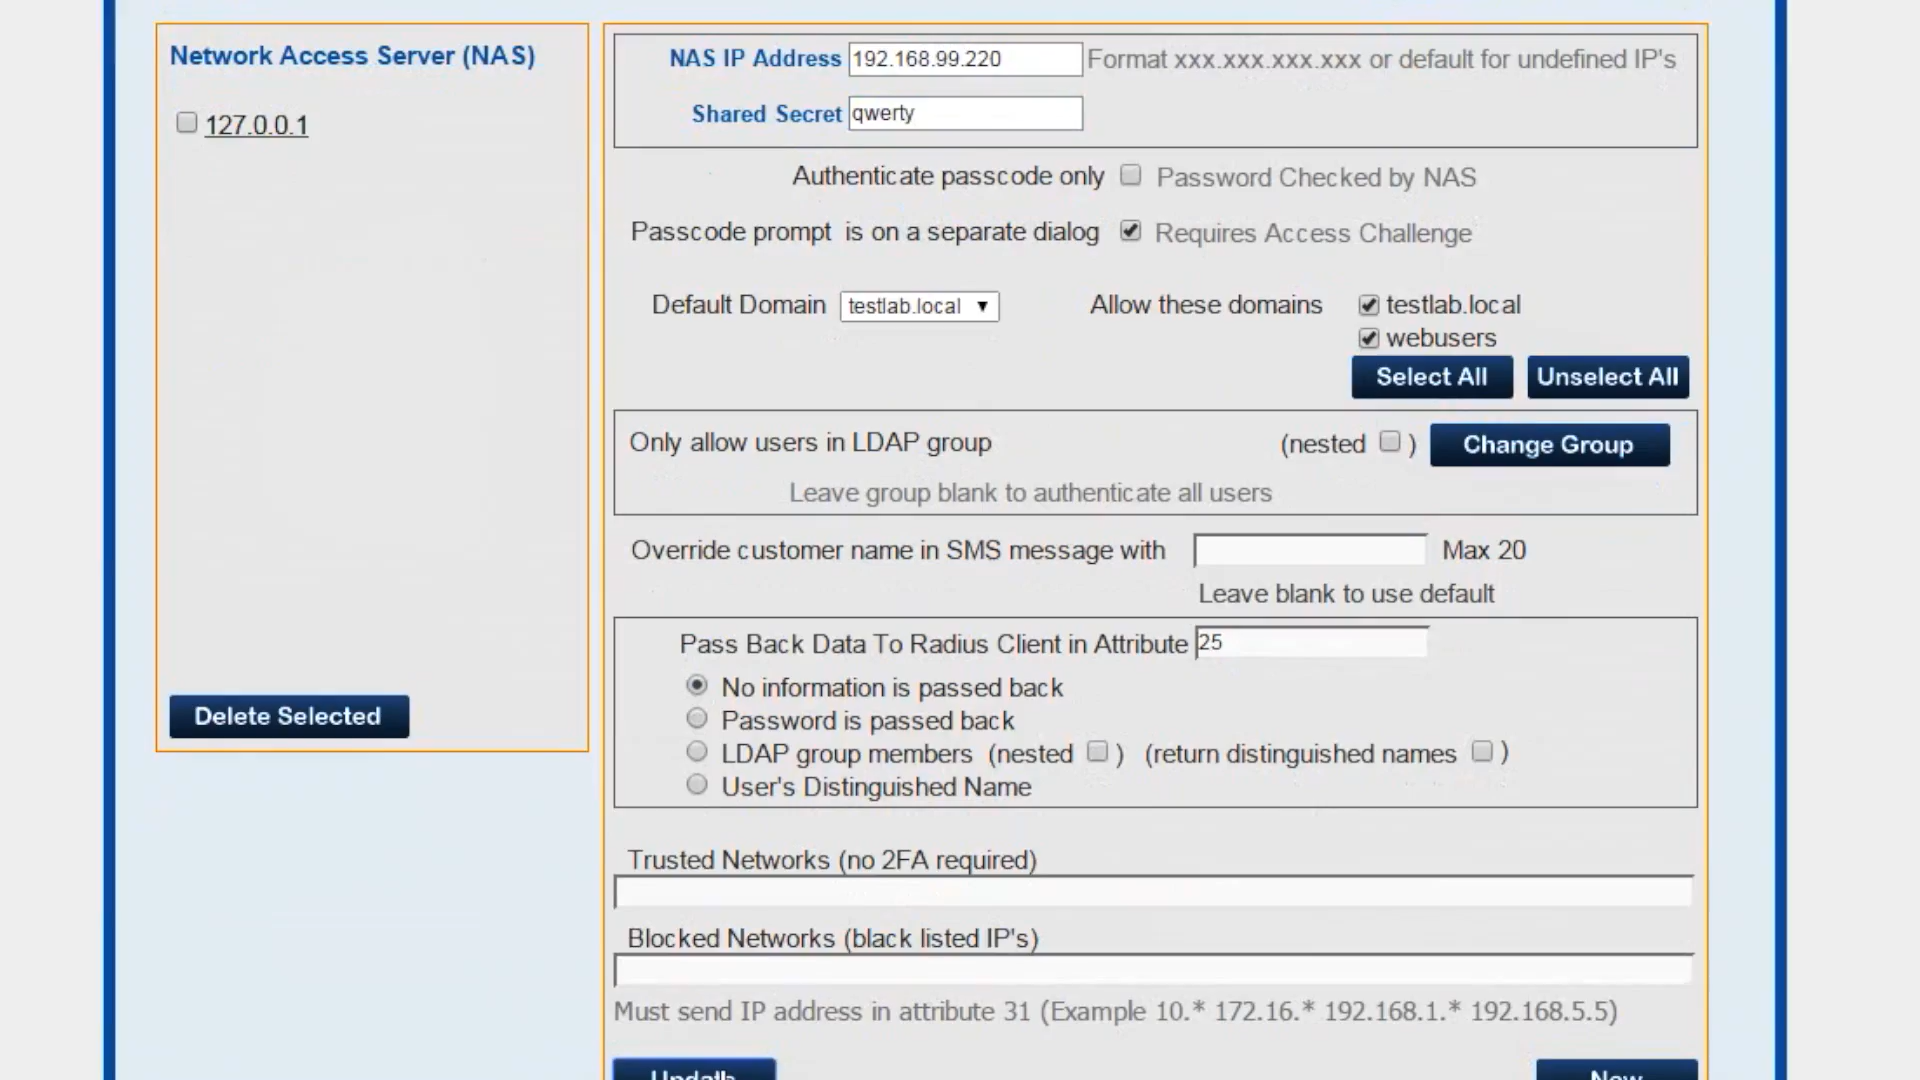 Network Access Server (NAS)
127.0.0.1
Delete Selected
NAS IP Address 192.168.99.220 Format xxx.xxx.xxx.xxx or default for undefined IP's
Shared Secret qwerty
Authenticate passcode only Password Checked by NAS
Passcode prompt is on a separate dialog Requires Access Challenge
Default Domain testlab.local ▼ Allow these domains testlab.local
webusers
Select All Unselect All
Only allow users in LDAP group (nested ) Change Group
Leave group blank to authenticate all users
Override customer name in SMS message with Max 20
Leave blank to use default
Pass Back Data To Radius Client in Attribute 25
No information is passed back
Password is passed back
LDAP group members (nested ) (return distinguished names )
User's Distinguished Name
Trusted Networks (no 2FA required)
Blocked Networks (black listed IP's)
Must send IP address in attribute 31 (Example 10.* 172.16.* 192.168.1.* 192.168.5.5)
New